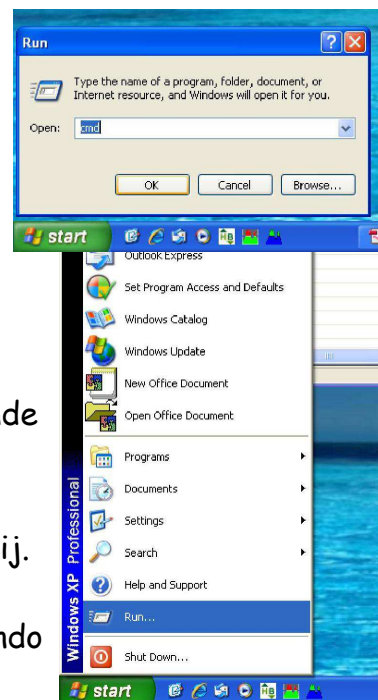 Run
Type the name of a program, folder, document, or
Internet resource, and Windows will open it for you.
Open: cmd
OK Cancel Browse...
start
Outlook Express
Set Program Access and Defaults
Windows Catalog
Windows Update
New Office Document
Open Office Document
Programs
Documents
Settings
Search
Help and Support
Run...
Shut Down...
Windows XP Professional
start
de
ij.
ndo